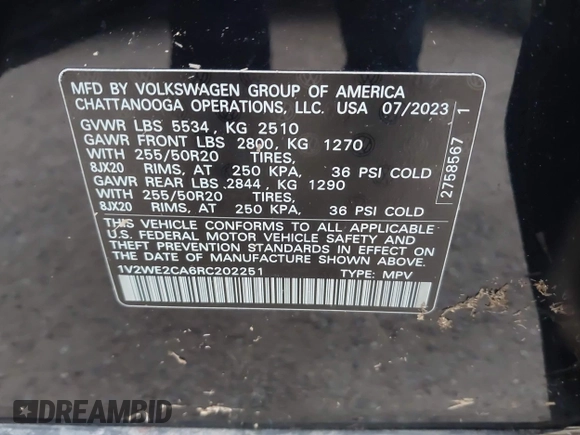 MFD BY VOLKSWAGEN GROUP OF AMERICA
CHATTANOOGA OPERATIONS, LLC. USA 07/2023
GVWR LBS 5534, KG 2510
GAWR FRONT LBS 2800, KG 1270
WITH 255/50R20 TIRES,
8JX20 RIMS, AT 250 KPA, 36 PSI COLD
GAWR REAR LBS 2844, KG 1290
WITH 255/50R20 TIRES,
8JX20 RIMS, AT 250 KPA, 36 PSI COLD
THIS VEHICLE CONFORMS TO ALL APPLICABLE
U.S. FEDERAL MOTOR VEHICLE SAFETY AND
THEFT PREVENTION STANDARDS IN EFFECT ON
THE DATE OF MANUFACTURE SHOWN ABOVE.
1V2WE2CA6RC202251 TYPE: MPV
2758567 1
DREAMBID